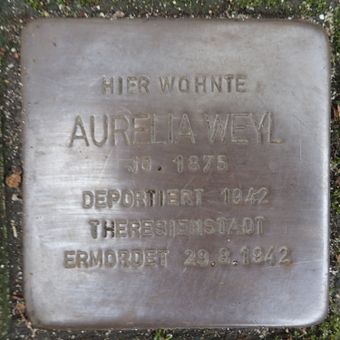 HIER WOHNTE
AURELIA WEYL
JG. 1875
DEPORTIERT 1942
THERESIENSTADT
ERMORDET 29.9.1942